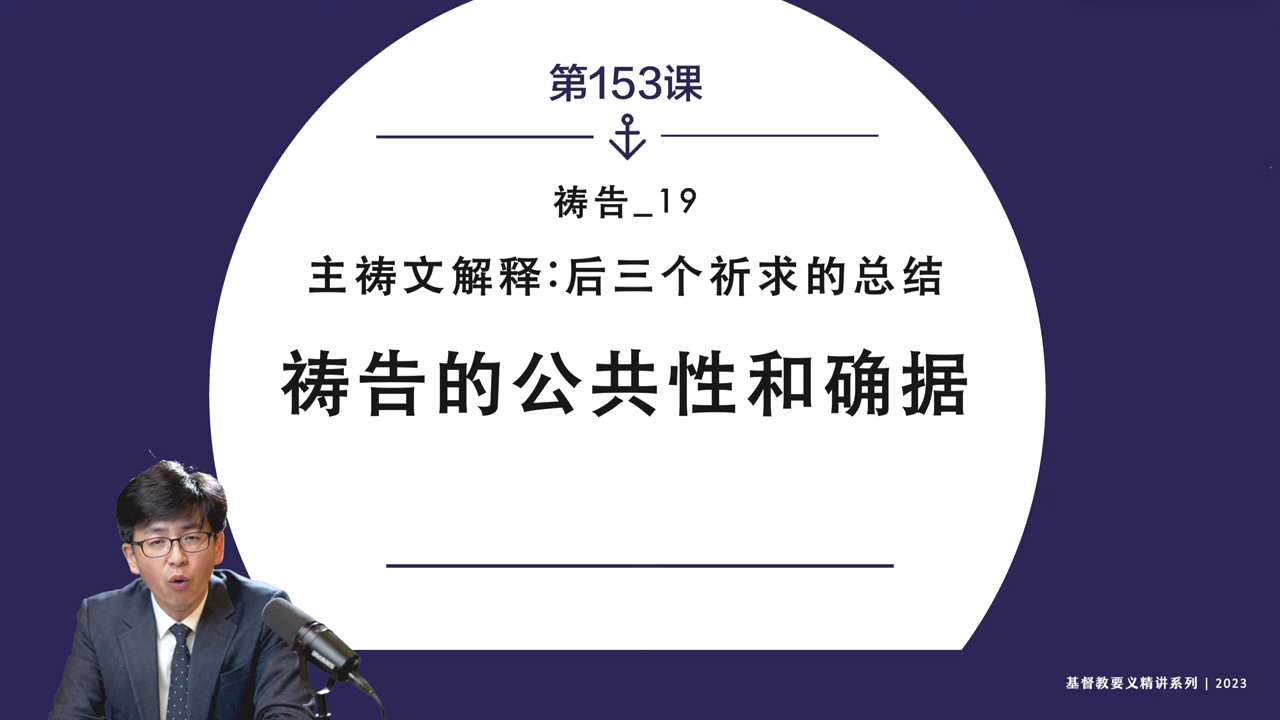 第153课
祷告_19
主祷文解释:后三个祈求的总结
祷告的公共性和确据
基督教要义精讲系列 | 2023